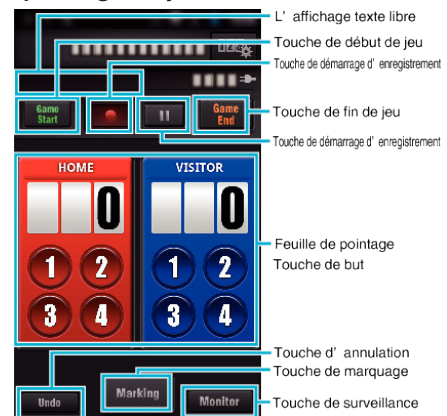 L’ affichage texte libre
Touche de début de jeu
Touche de démarrage d’ enregistrement
Game Start
Game End
Touche de fin de jeu
Touche de démarrage d’ enregistrement
HOME
VISITOR
0
0
1 2
1 2
3 4
3 4
Feuille de pointage
Touche de but
Touche d’ annulation
Touche de marquage
Touche de surveillance
Undo
Marking
Monitor